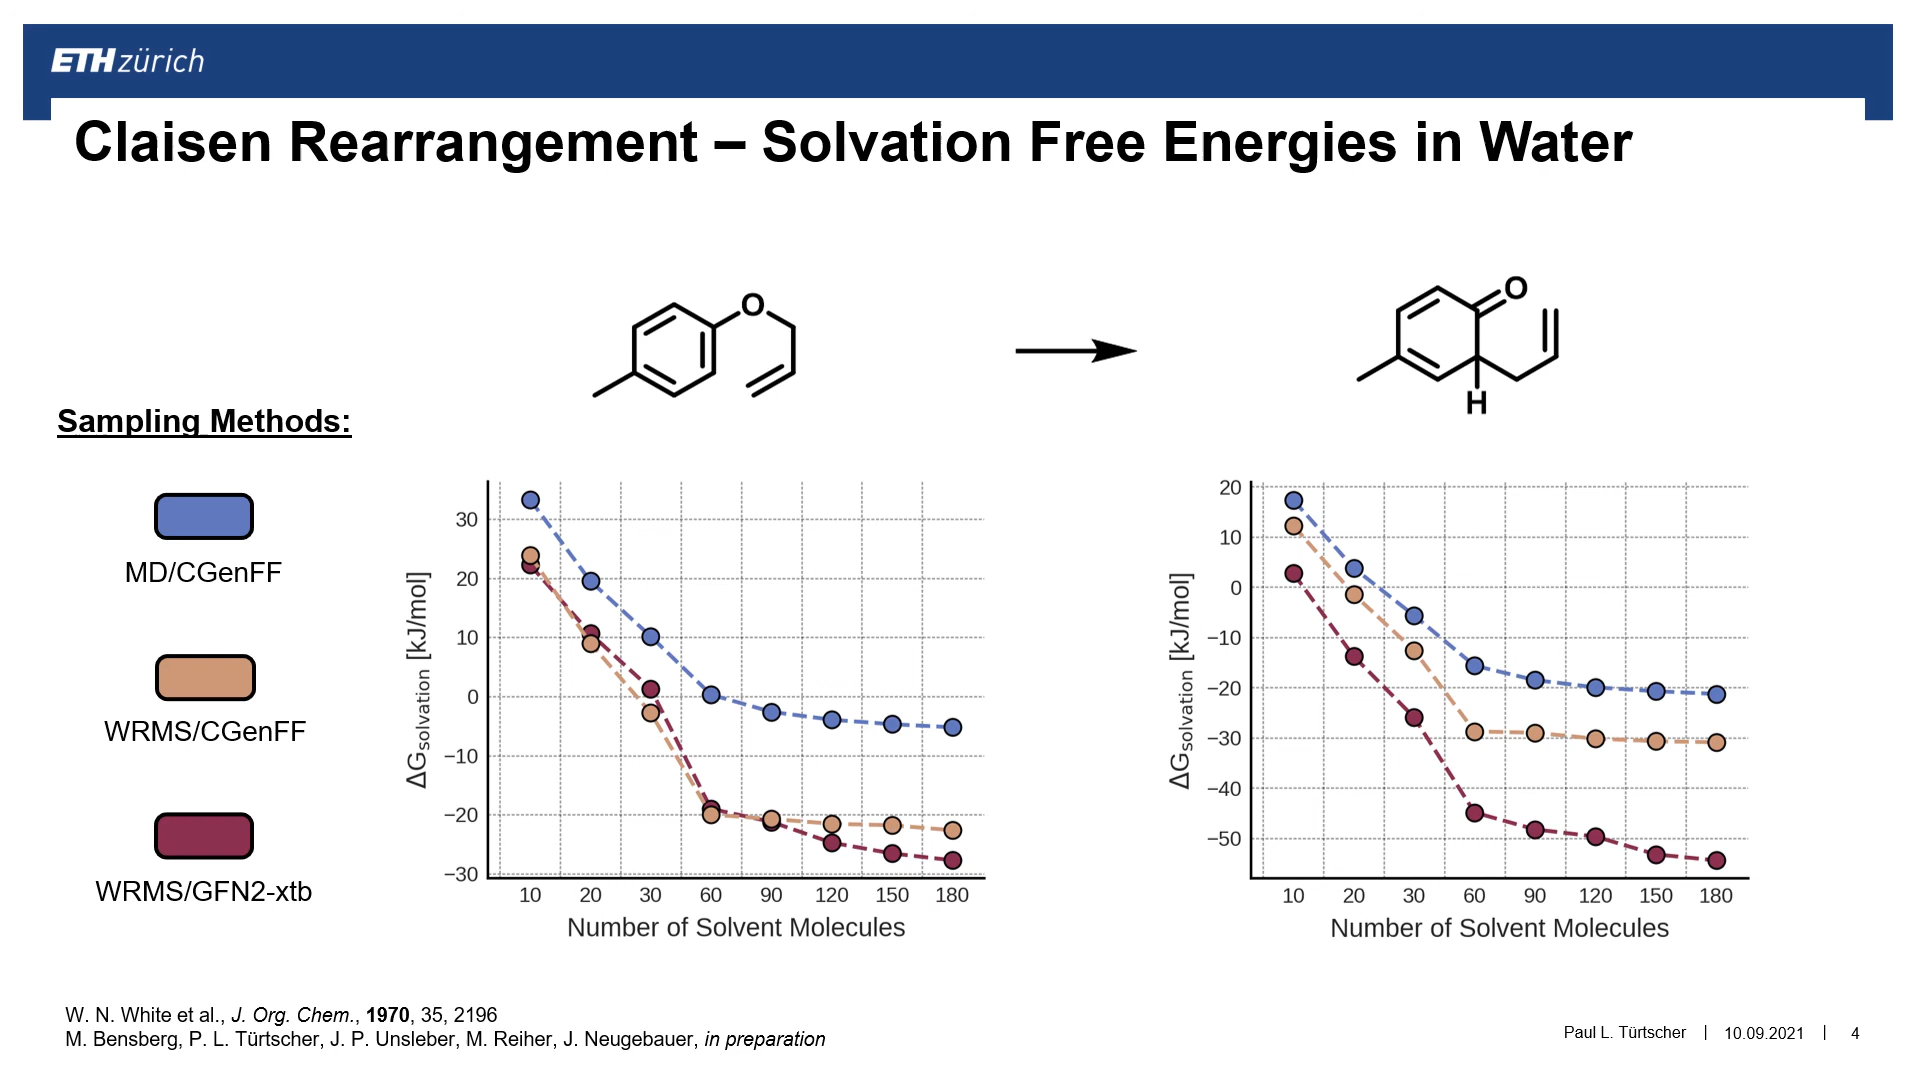 ETH zürich
Claisen Rearrangement – Solvation Free Energies in Water
O
O
H
Sampling Methods:
MD/CGenFF
WRMS/CGenFF
WRMS/GFN2-xtb
ΔGsolvation [kJ/mol]
30
20
10
0
−10
−20
−30
10 20 30 60 90 120 150 180
Number of Solvent Molecules
ΔGsolvation [kJ/mol]
20
10
0
−10
−20
−30
−40
−50
10 20 30 60 90 120 150 180
Number of Solvent Molecules
W. N. White et al., J. Org. Chem., 1970, 35, 2196
M. Bensberg, P. L. Türtscher, J. P. Unsleber, M. Reiher, J. Neugebauer, in preparation
Paul L. Türtscher | 10.09.2021 | 4